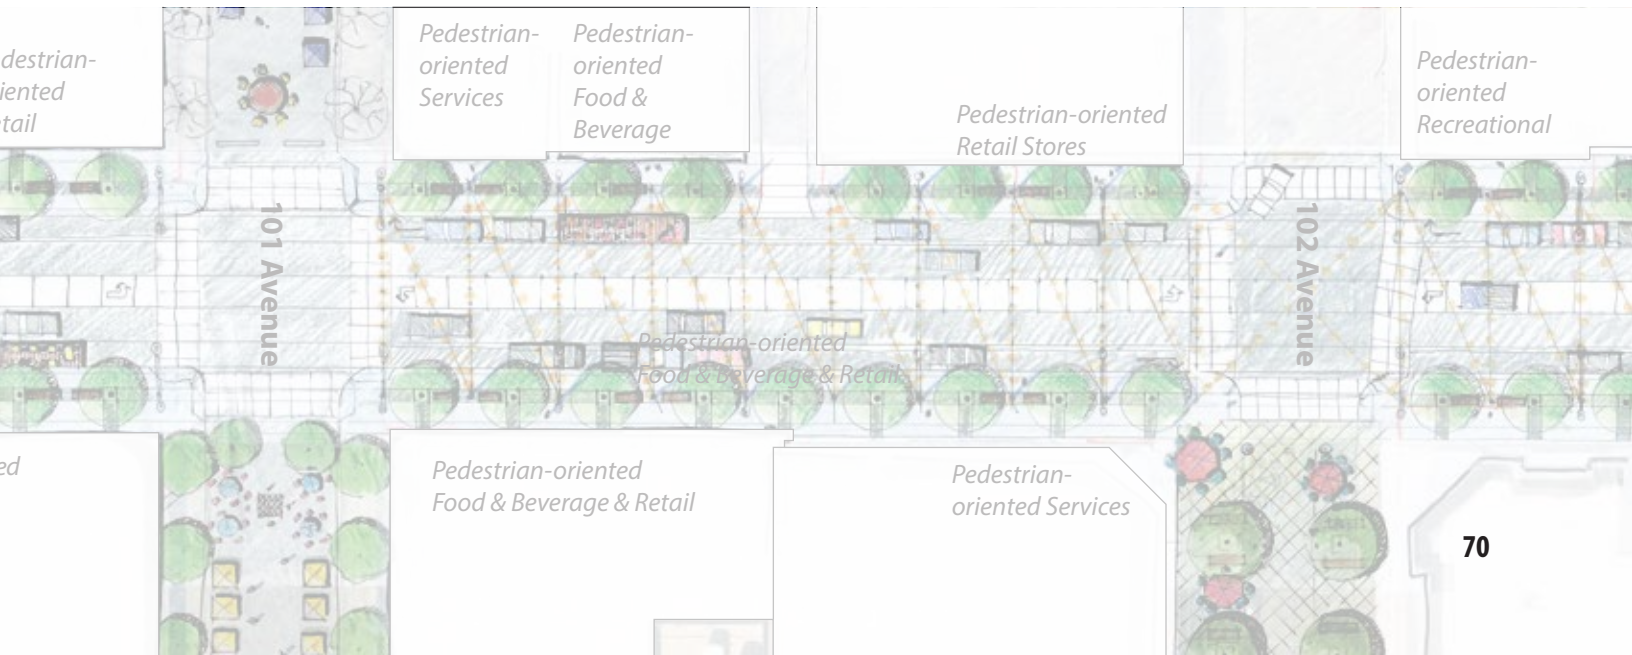 destrian-
iented
etail
Pedestrian-
oriented
Services
Pedestrian-
oriented
Food &
Beverage
Pedestrian-oriented
Retail Stores
Pedestrian-
oriented
Recreational
101 Avenue
102 Avenue
Pedestrian-oriented
Food & Beverage & Retail
ed
Pedestrian-oriented
Food & Beverage & Retail
Pedestrian-
oriented Services
70